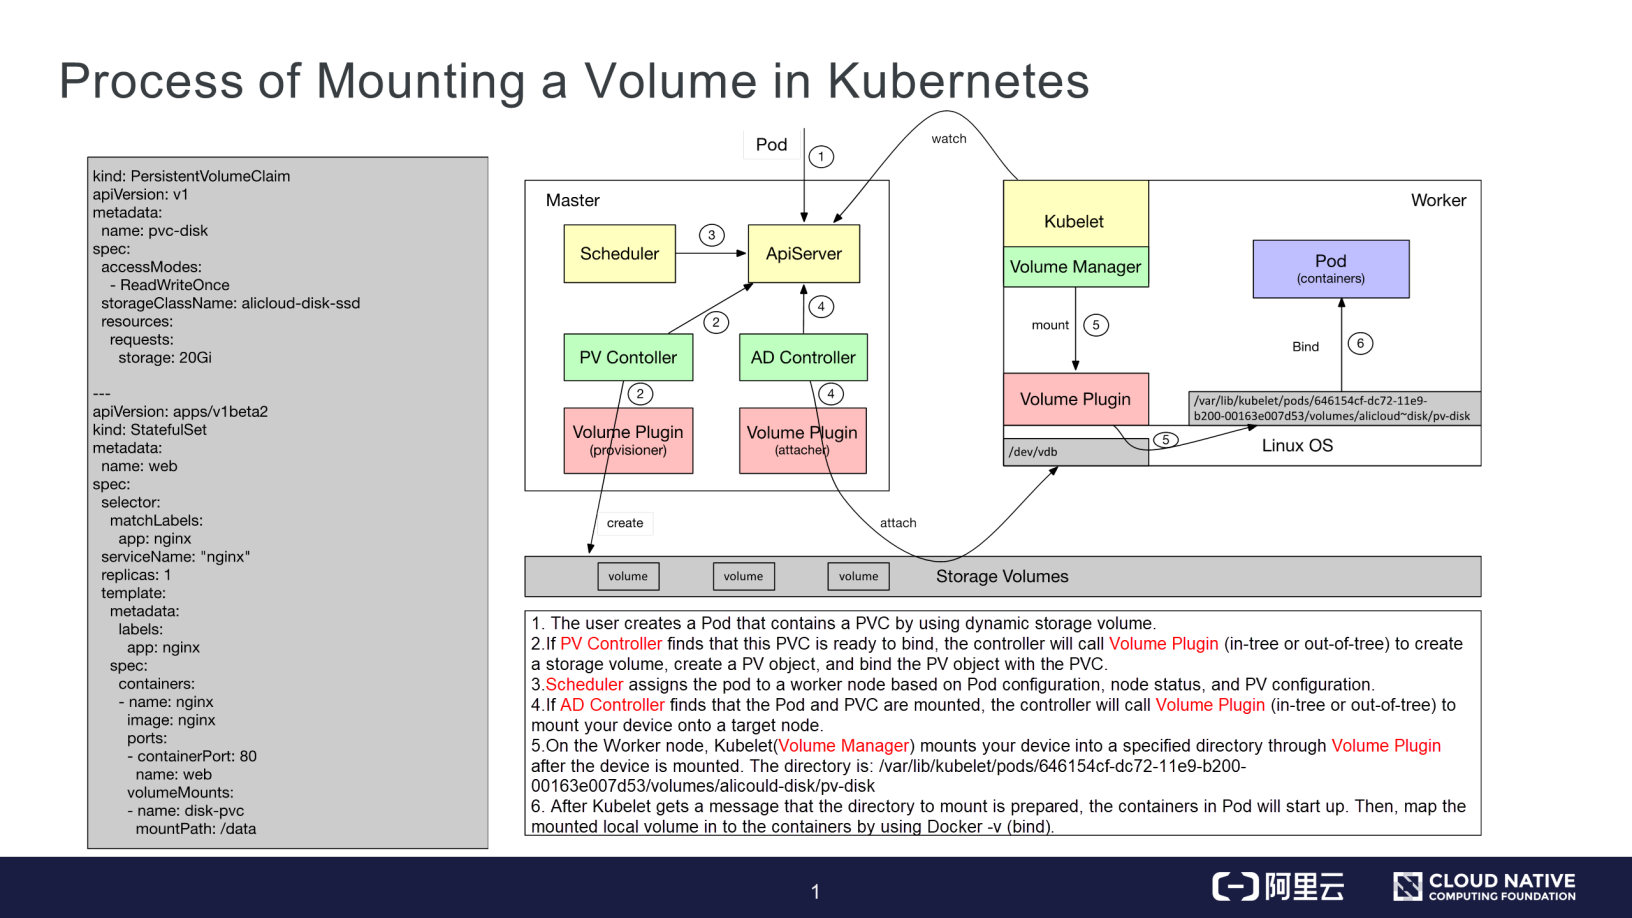 Process of Mounting a Volume in Kubernetes
kind: PersistentVolumeClaim
apiVersion: v1
metadata:
name: pvc-disk
spec:
accessModes:
- ReadWriteOnce
storageClassName: alicloud-disk-ssd
resources:
requests:
storage: 20Gi
---
apiVersion: apps/v1beta2
kind: StatefulSet
metadata:
name: web
spec:
selector:
matchLabels:
app: nginx
serviceName: "nginx"
replicas: 1
template:
metadata:
labels:
app: nginx
spec:
containers:
- name: nginx
image: nginx
ports:
- containerPort: 80
name: web
volumeMounts:
- name: disk-pvc
mountPath: /data
Pod
1
watch
Master
Scheduler
3
ApiServer
2
4
PV Contoller
AD Controller
2
4
Volume Plugin
(provisioner)
Volume Plugin
(attacher)
create
attach
Kubelet
Worker
Volume Manager
Pod
(containers)
mount
5
Bind
6
Volume Plugin
/var/lib/kubelet/pods/646154cf-dc72-11e9-
b200-00163e007d53/volumes/alicloud~disk/pv-disk
5
Linux OS
/dev/vdb
volume
volume
volume
Storage Volumes
1. The user creates a Pod that contains a PVC by using dynamic storage volume.
2.If PV Controller finds that this PVC is ready to bind, the controller will call Volume Plugin (in-tree or out-of-tree) to create
a storage volume, create a PV object, and bind the PV object with the PVC.
3.Scheduler assigns the pod to a worker node based on Pod configuration, node status, and PV configuration.
4.If AD Controller finds that the Pod and PVC are mounted, the controller will call Volume Plugin (in-tree or out-of-tree) to
mount your device onto a target node.
5.On the Worker node, Kubelet(Volume Manager) mounts your device into a specified directory through Volume Plugin
after the device is mounted. The directory is: /var/lib/kubelet/pods/646154cf-dc72-11e9-b200-
00163e007d53/volumes/alicould-disk/pv-disk
6. After Kubelet gets a message that the directory to mount is prepared, the containers in Pod will start up. Then, map the
mounted local volume in to the containers by using Docker -v (bind).
1
阿里云
CLOUD NATIVE
COMPUTING FOUNDATION